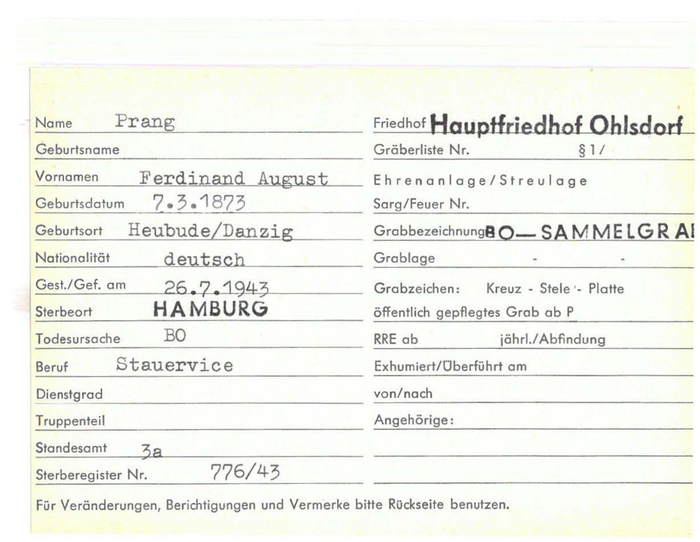 Name Prang
Geburtsname
Vornamen Ferdinand August
Geburtsdatum 7.3.1873
Geburtsort Heubude/Danzig
Nationalität deutsch
Gest./Gef. am 26.7.1943
Sterbeort HAMBURG
Todesursache BO
Beruf Stauervice
Dienstgrad
Truppenteil
Standesamt 3a
Sterberegister Nr. 776/43
Friedhof Hauptfriedhof Ohlsdorf
Gräberliste Nr. § 1/
Ehrenanlage/Streulage
Sarg/Feuer Nr.
Grabbezeichnung BO—SAMMELGRA
Grablage - -
Grabzeichen: Kreuz - Stele - Platte
öffentlich gepflegtes Grab ab P
RRE ab jährl./Abfindung
Exhumiert/Überführt am
von/nach
Angehörige:
Für Veränderungen, Berichtigungen und Vermerke bitte Rückseite benutzen.